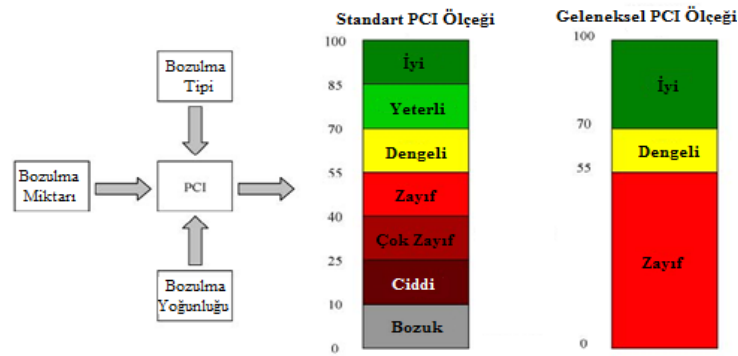 Bozulma
Tipi
Bozulma
Miktarı
PCI
Bozulma
Yoğunluğu
Standart PCI Ölçeği
100
İyi
85
Yeterli
70
Dengeli
55
Zayıf
40
Çok Zayıf
25
Ciddi
10
Bozuk
0
Geleneksel PCI Ölçeği
100
İyi
70
Dengeli
55
Zayıf
0